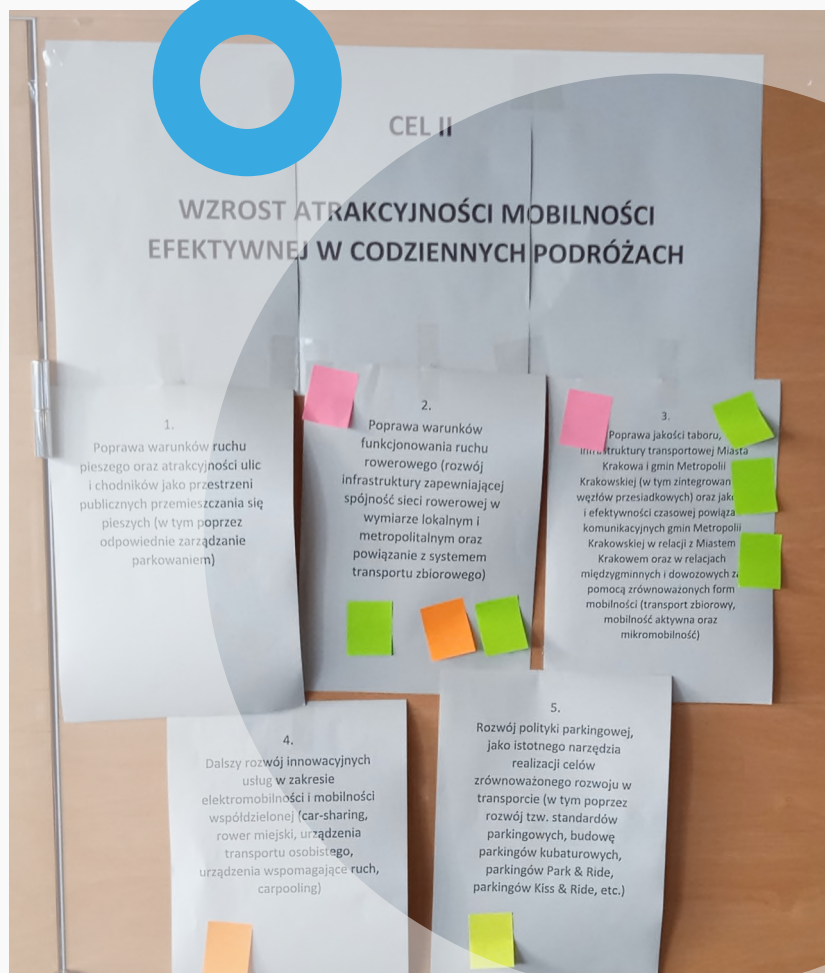 CEL II
WZROST ATRAKCYJNOŚCI MOBILNOŚCI
EFEKTYWNEJ W CODZIENNYCH PODRÓŻACH
1.
Poprawa warunków ruchu
pieszego oraz atrakcyjności ulic
i chodników jako przestrzeni
publicznych przemieszczania się
pieszych (w tym poprzez
odpowiednie zarządzanie
parkowaniem)
2.
Poprawa warunków
funkcjonowania ruchu
rowerowego (rozwój
infrastruktury zapewniającej
spójność sieci rowerowej w
wymiarze lokalnym i
metropolitalnym oraz
powiązanie z systemem
transportu zbiorowego)
3.
Poprawa jakości taboru,
transportowej Miasta
Krakowa i gmin Metropolii
Krakowskiej (w tym
węzłów przesiadkowych) oraz
i efektywności czasowej
komunikacyjnych gmin Metropolii
Krakowskiej w relacji z Miastem
Krakowem oraz w relacjach
międzygminnych i dowozowych
pomocą zrównoważonych form
mobilności (transport zbiorowy,
mobilność aktywna oraz
mikromobilność)
4.
Dalszy rozwój innowacyjnych
usług w zakresie
elektromobilności i mobilności
współdzielonej (car-sharing,
rower miejski, urządzenia
transportu osobistego,
urządzenia wspomagające ruch,
carpooling)
5.
Rozwój polityki parkingowej,
jako istotnego narzędzia
realizacji celów
zrównoważonego rozwoju w
transporcie (w tym poprzez
rozwój tzw. standardów
parkingowych, budowę
parkingów kubaturowych,
parkingów Park & Ride,
parkingów Kiss & Ride, etc.)